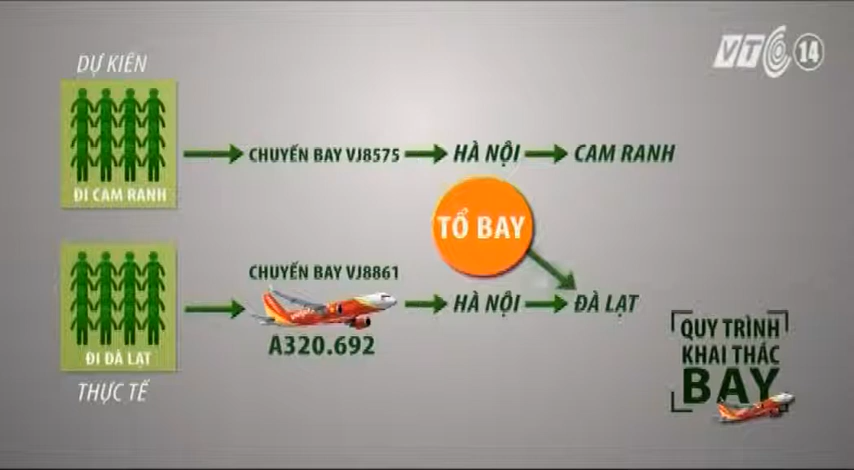 VTC 14
DỰ KIẾN
ĐI CAM RANH
CHUYẾN BAY VJ8575
HÀ NỘI
CAM RANH
TỔ BAY
CHUYẾN BAY VJ8861
A320.692
HÀ NỘI
ĐÀ LẠT
ĐI ĐÀ LẠT
THỰC TẾ
QUY TRÌNH
KHAI THÁC
BAY